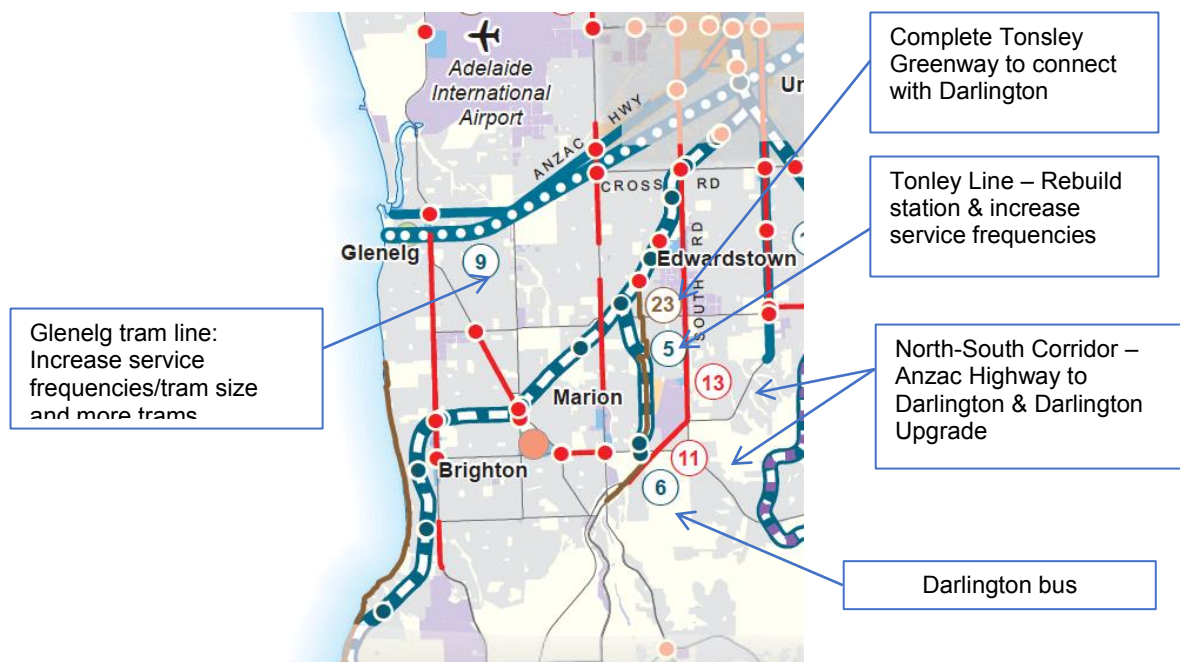 Adelaide
International
Airport
ANZAC HWY
CROSS RD
SOUTH RD
Glenelg
Edwardstown
Marion
Brighton
9
23
5
13
11
6
Glenelg tram line:
Increase service
frequencies/tram size
and more trams
Complete Tonsley
Greenway to connect
with Darlington
Tonley Line – Rebuild
station & increase
service frequencies
North-South Corridor –
Anzac Highway to
Darlington & Darlington
Upgrade
Darlington bus